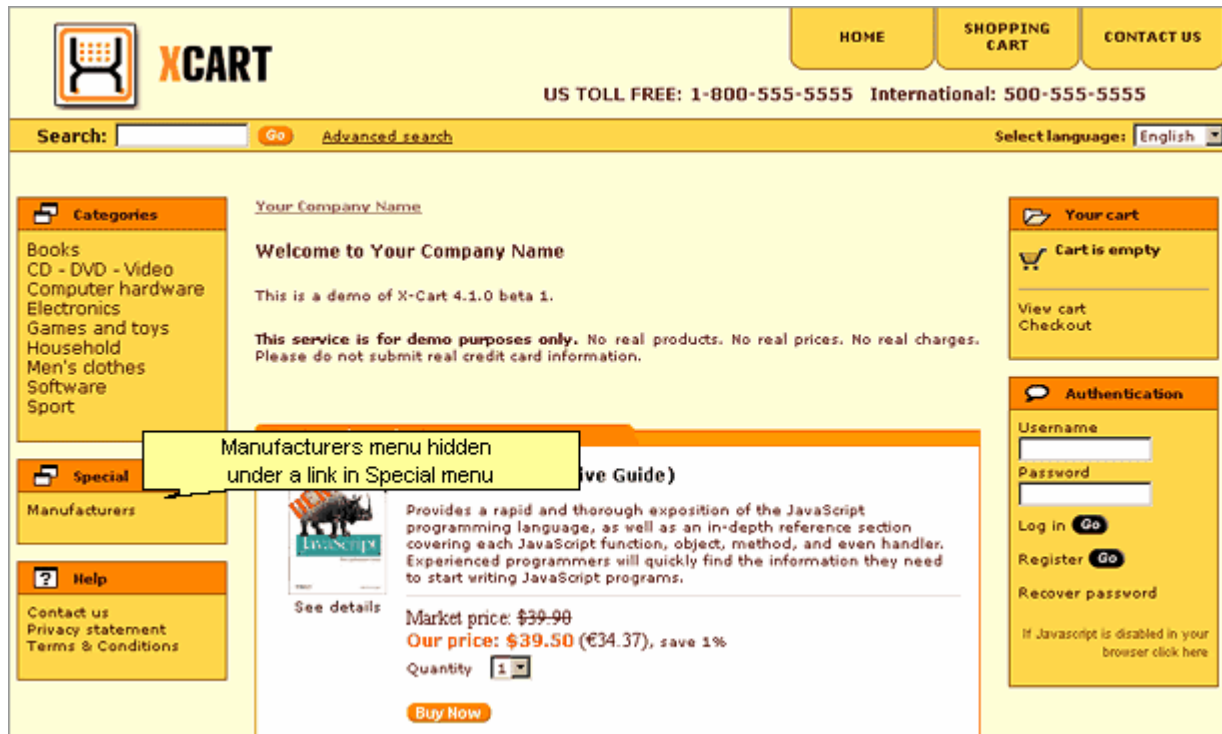 XCART
HOME
SHOPPING
CART
CONTACT US
US TOLL FREE: 1-800-555-5555 International: 500-555-5555
Search:
Go
Advanced search
Select language: English
Categories
Books
CD - DVD - Video
Computer hardware
Electronics
Games and toys
Household
Men's clothes
Software
Sport
Special
Manufacturers
Help
Contact us
Privacy statement
Terms & Conditions
Your Company Name
Welcome to Your Company Name
This is a demo of X-Cart 4.1.0 beta 1.
This service is for demo purposes only. No real products. No real prices. No real charges.
Please do not submit real credit card information.
Manufacturers menu hidden
under a link in Special menu
ive Guide)
JavaScript
See details
Provides a rapid and thorough exposition of the JavaScript
programming language, as well as an in-depth reference section
covering each JavaScript function, object, method, and even handler.
Experienced programmers will quickly find the information they need
to start writing JavaScript programs.
Market price: $39.90
Our price: $39.50 (€34.37), save 1%
Quantity 1
Buy Now
Your cart
Cart is empty
View cart
Checkout
Authentication
Username
Password
Log in Go
Register Go
Recover password
If Javascript is disabled in your
browser click here